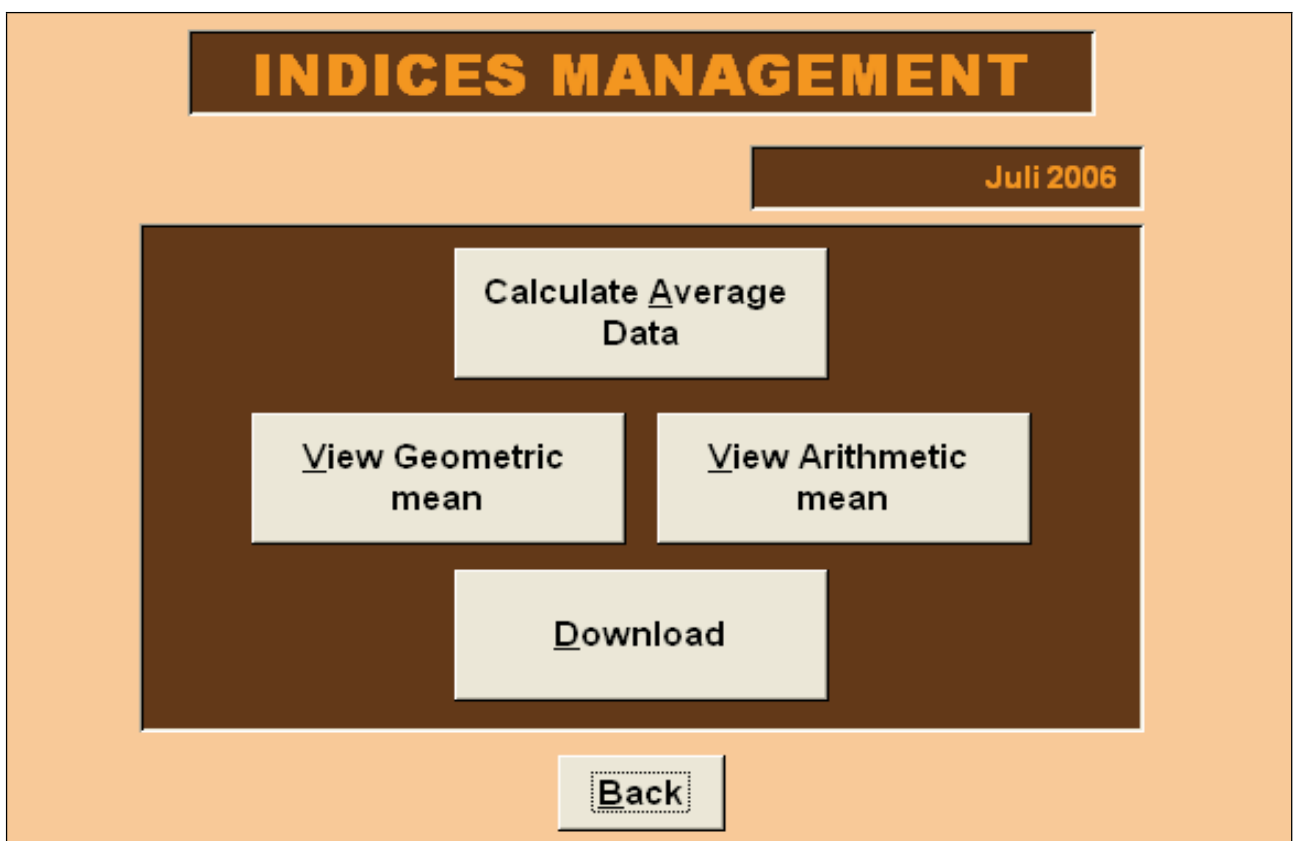 INDICES MANAGEMENT
Juli 2006
Calculate Average
Data
View Geometric
mean
View Arithmetic
mean
Download
Back